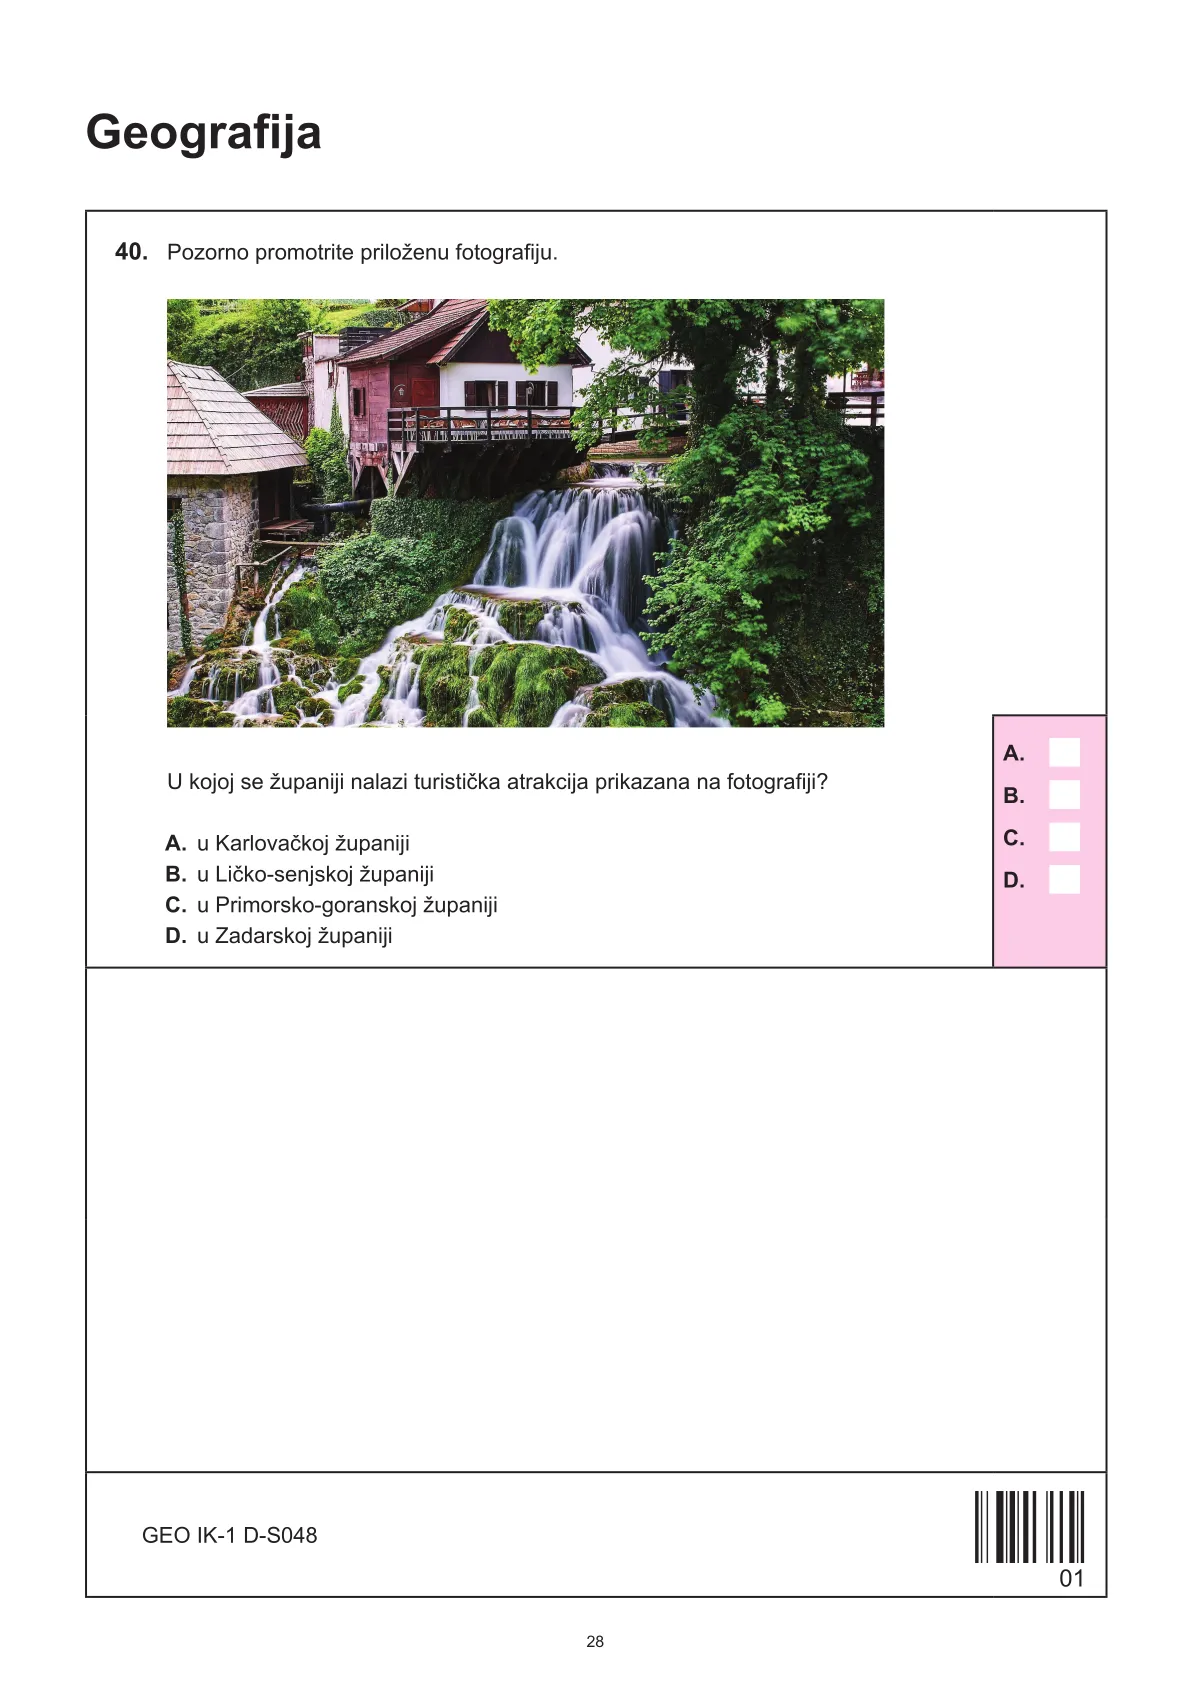 Geografija
40. Pozorno promotrite priloženu fotografiju.
U kojoj se županiji nalazi turistička atrakcija prikazana na fotografiji?
A. u Karlovačkoj županiji
B. u Ličko-senjskoj županiji
C. u Primorsko-goranskoj županiji
D. u Zadarskoj županiji
A.
B.
C.
D.
GEO IK-1 D-S048
01
28